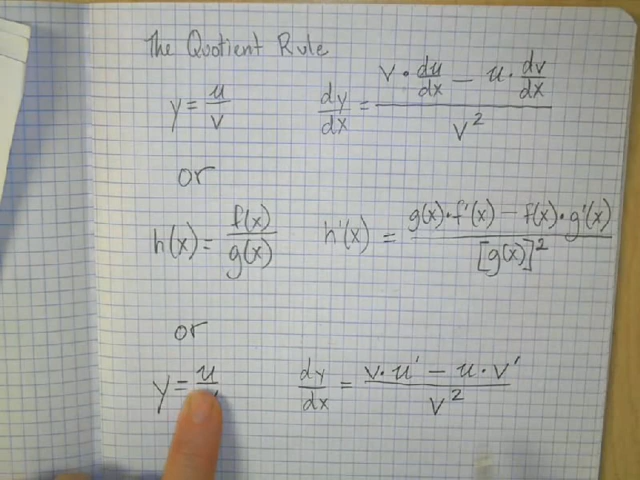 The Quotient Rule
y = u/v    dy/dx = (v · du/dx − u · dv/dx)/v²
or
h(x) = f(x)/g(x)    h'(x) = (g(x)·f'(x) − f(x)·g'(x))/[g(x)]²
or
y = u/    dy/dx = (v · u' − u · v')/v²